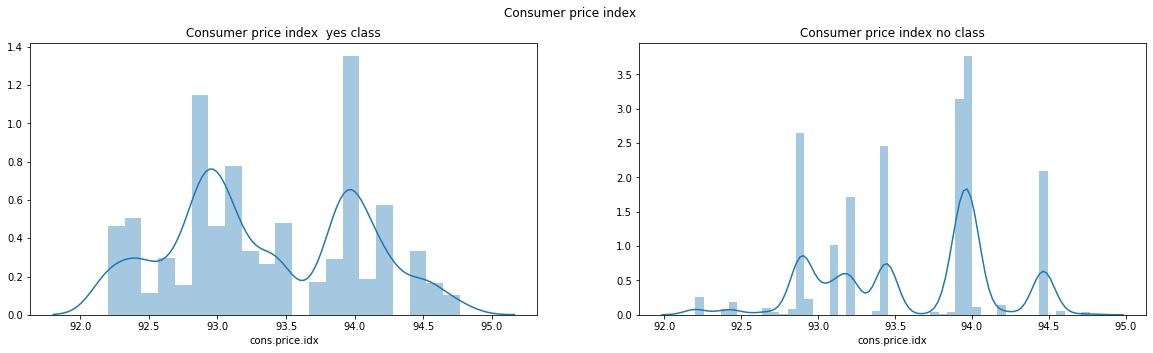 Consumer price index
Consumer price index  yes class
Consumer price index no class
1.4
1.2
1.0
0.8
0.6
0.4
0.2
0.0
92.0 92.5 93.0 93.5 94.0 94.5 95.0
cons.price.idx
3.5
3.0
2.5
2.0
1.5
1.0
0.5
0.0
92.0 92.5 93.0 93.5 94.0 94.5 95.0
cons.price.idx